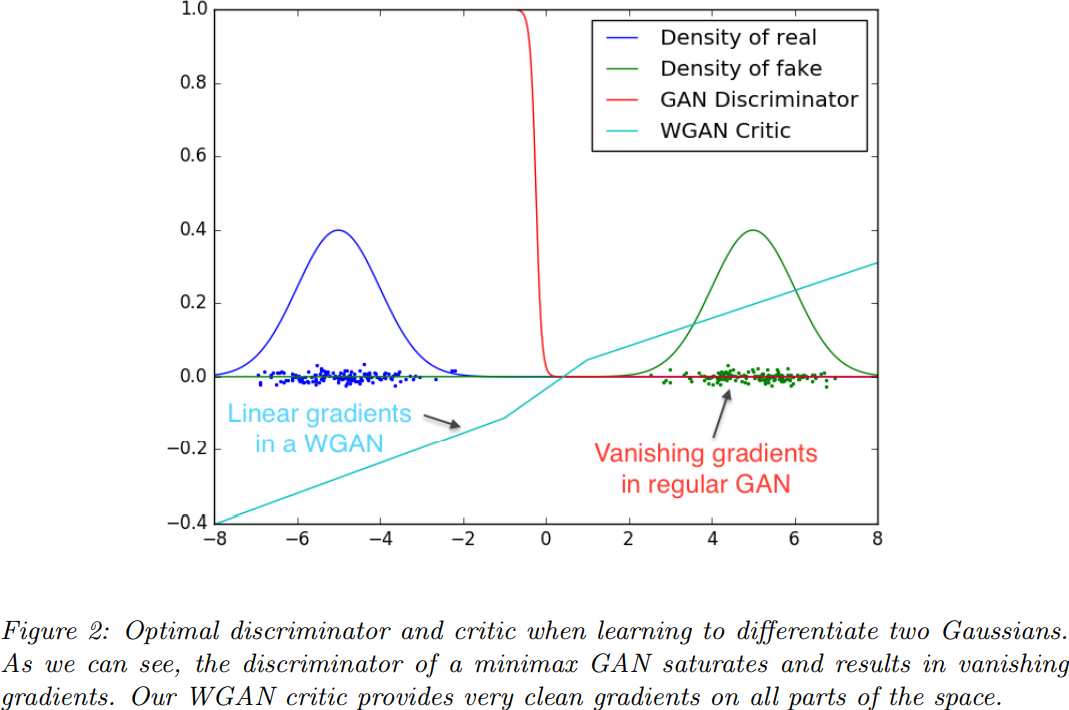 1.0
0.8
0.6
0.4
0.2
0.0
−0.2
−0.4
Density of real
Density of fake
GAN Discriminator
WGAN Critic
Linear gradients
in a WGAN
Vanishing gradients
in regular GAN
−8 −6 −4 −2 0 2 4 6 8
Figure 2: Optimal discriminator and critic when learning to differentiate two Gaussians.
As we can see, the discriminator of a minimax GAN saturates and results in vanishing
gradients. Our WGAN critic provides very clean gradients on all parts of the space.